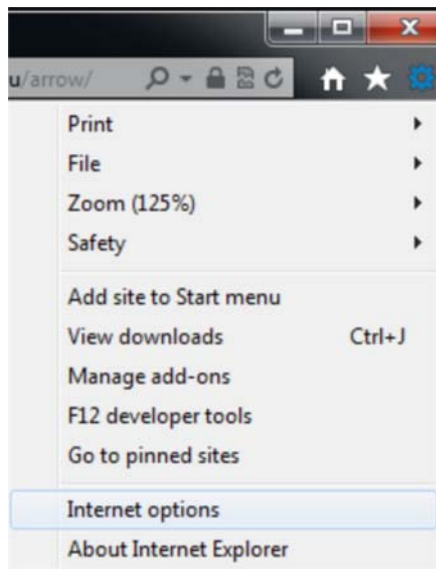 u/arrow/
Print
File
Zoom (125%)
Safety
Add site to Start menu
View downloads Ctrl+J
Manage add-ons
F12 developer tools
Go to pinned sites
Internet options
About Internet Explorer